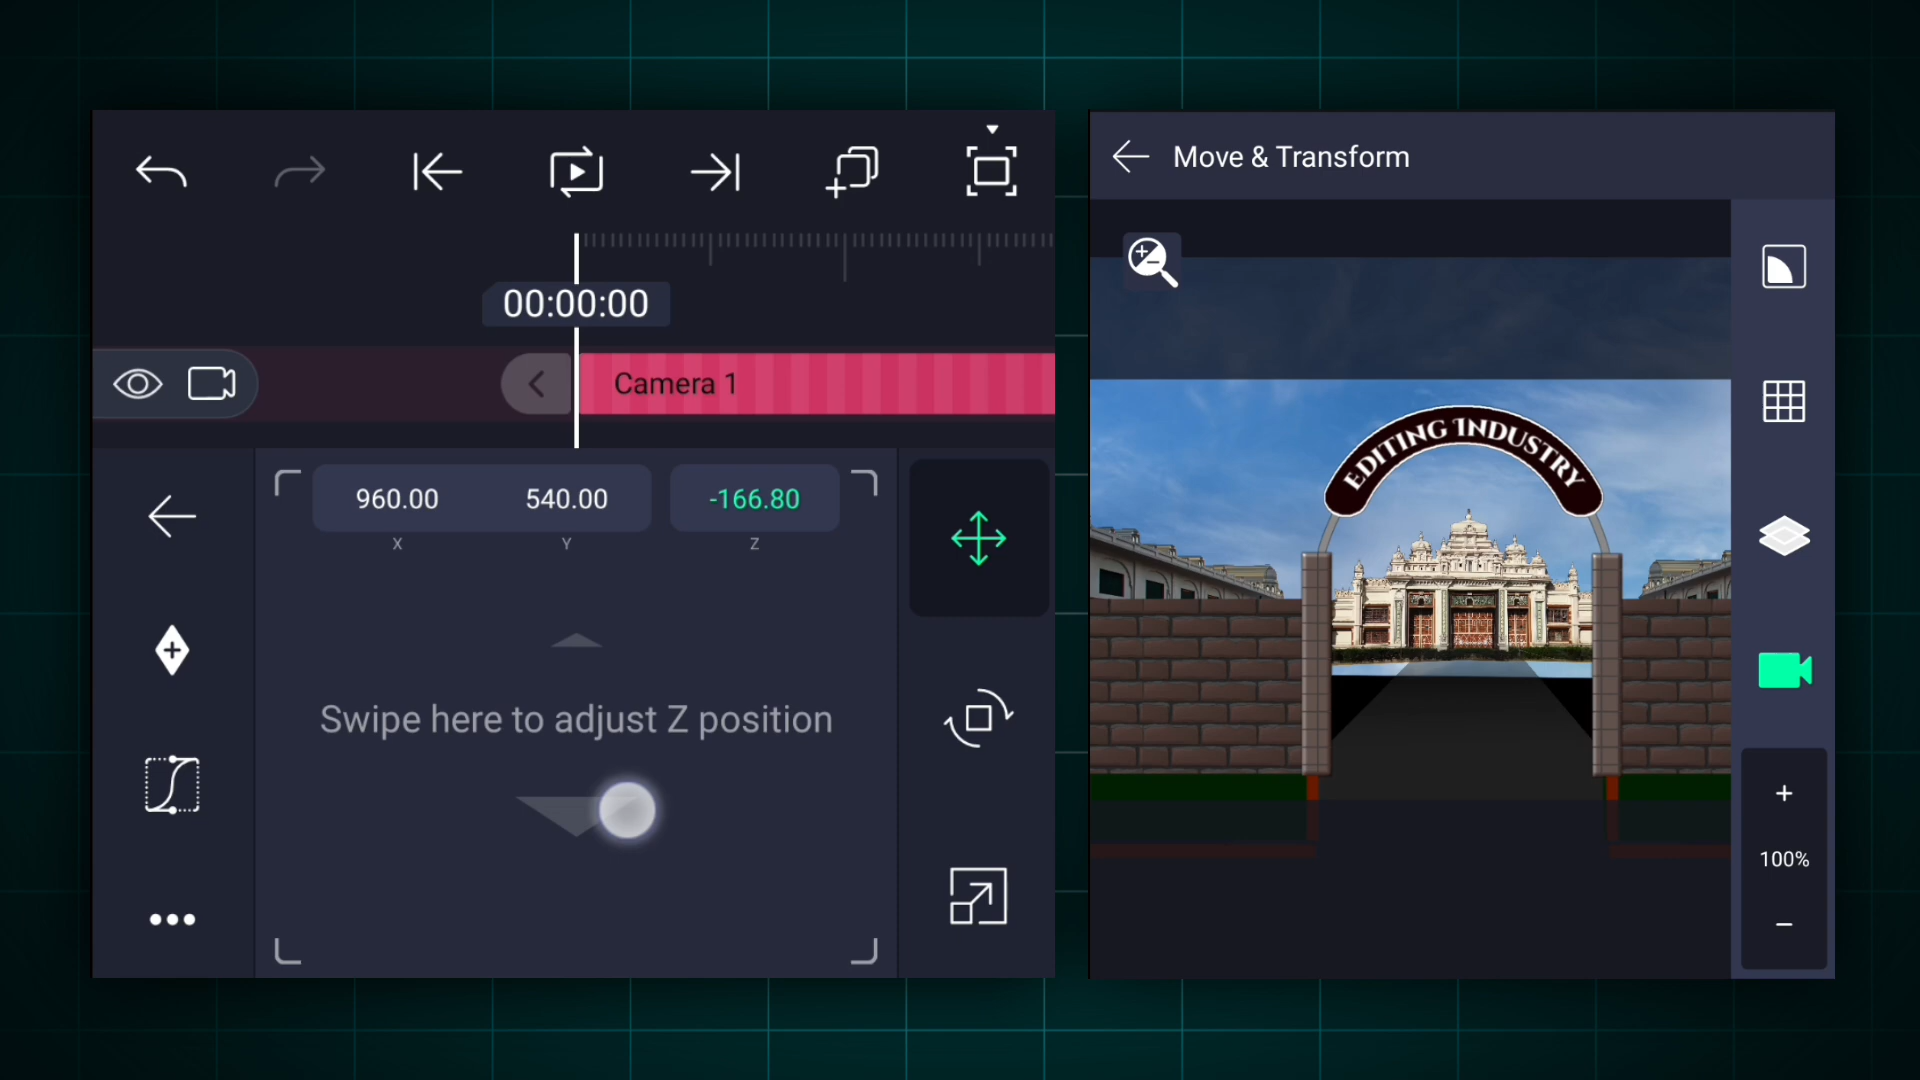 00:00:00
Camera 1
960.00 540.00 -166.80
X Y Z
Swipe here to adjust Z position
Move & Transform
EDITING INDUSTRY
100%